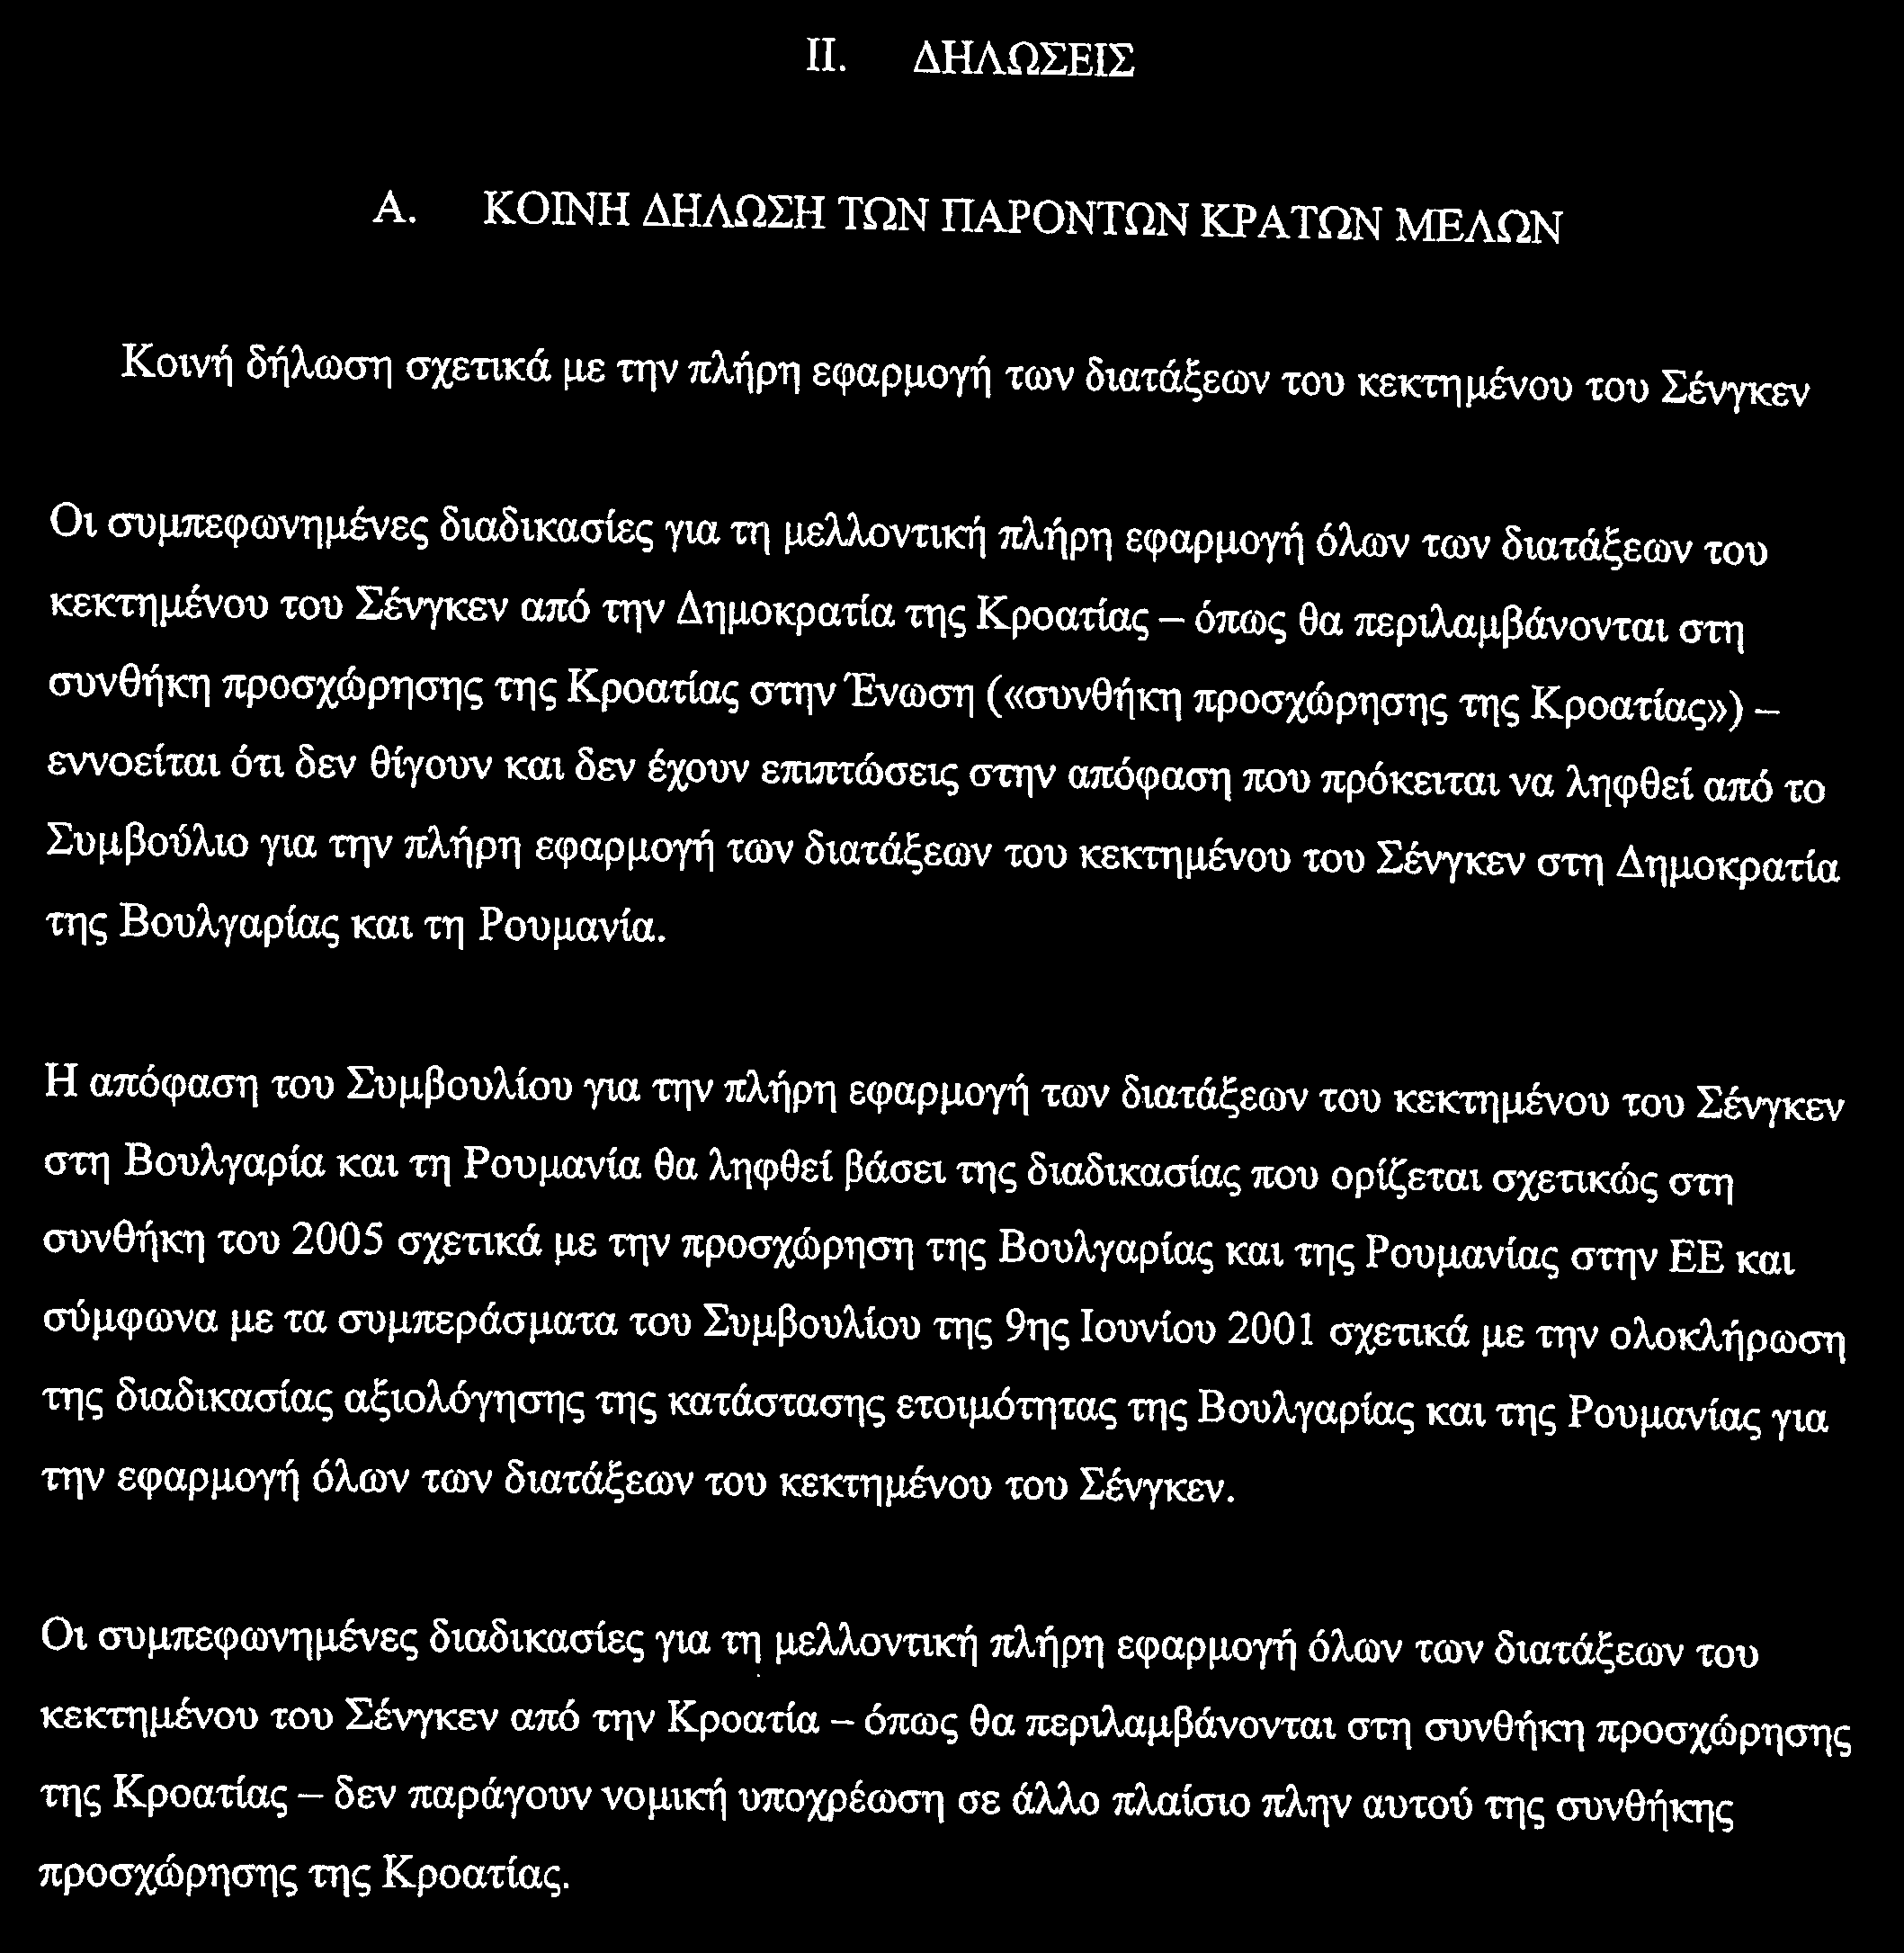 II. ΔΗΛΩΣΕΙΣ
Α. ΚΟΙΝΗ ΔΗΛΩΣΗ ΤΩΝ ΠΑΡΟΝΤΩΝ ΚΡΑΤΩΝ ΜΕΛΩΝ
Κοινή δήλωση σχετικά με την πλήρη εφαρμογή των διατάξεων του κεκτημένου του Σένγκεν
Οι συμπεφωνημένες διαδικασίες για τη μελλοντική πλήρη εφαρμογή όλων των διατάξεων του
κεκτημένου του Σένγκεν από την Δημοκρατία της Κροατίας – όπως θα περιλαμβάνονται στη
συνθήκη προσχώρησης της Κροατίας στην Ένωση («συνθήκη προσχώρησης της Κροατίας») –
εννοείται ότι δεν θίγουν και δεν έχουν επιπτώσεις στην απόφαση που πρόκειται να ληφθεί από το
Συμβούλιο για την πλήρη εφαρμογή των διατάξεων του κεκτημένου του Σένγκεν στη Δημοκρατία
της Βουλγαρίας και τη Ρουμανία.
Η απόφαση του Συμβουλίου για την πλήρη εφαρμογή των διατάξεων του κεκτημένου του Σένγκεν
στη Βουλγαρία και τη Ρουμανία θα ληφθεί βάσει της διαδικασίας που ορίζεται σχετικώς στη
συνθήκη του 2005 σχετικά με την προσχώρηση της Βουλγαρίας και της Ρουμανίας στην ΕΕ και
σύμφωνα με τα συμπεράσματα του Συμβουλίου της 9ης Ιουνίου 2001 σχετικά με την ολοκλήρωση
της διαδικασίας αξιολόγησης της κατάστασης ετοιμότητας της Βουλγαρίας και της Ρουμανίας για
την εφαρμογή όλων των διατάξεων του κεκτημένου του Σένγκεν.
Οι συμπεφωνημένες διαδικασίες για τη μελλοντική πλήρη εφαρμογή όλων των διατάξεων του
κεκτημένου του Σένγκεν από την Κροατία – όπως θα περιλαμβάνονται στη συνθήκη προσχώρησης
της Κροατίας – δεν παράγουν νομική υποχρέωση σε άλλο πλαίσιο πλην αυτού της συνθήκης
προσχώρησης της Κροατίας.